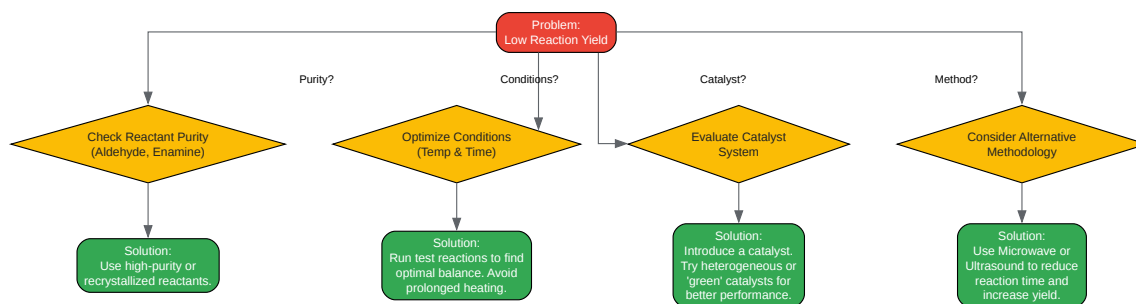 Problem:
Low Reaction Yield
Purity?
Conditions?
Catalyst?
Method?
Check Reactant Purity
(Aldehyde, Enamine)
Optimize Conditions
(Temp & Time)
Evaluate Catalyst
System
Consider Alternative
Methodology
Solution:
Use high-purity or
recrystallized reactants.
Solution:
Run test reactions to find
optimal balance. Avoid
prolonged heating.
Solution:
Introduce a catalyst.
Try heterogeneous or
'green' catalysts for
better performance.
Solution:
Use Microwave or
Ultrasound to reduce
reaction time and
increase yield.